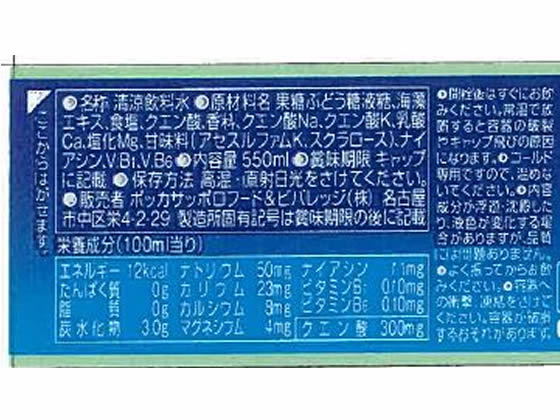 ここからはがせます。
●名称 清涼飲料水 ●原材料名 果糖ぶどう糖液糖、海藻
エキス、食塩、クエン酸、香料、クエン酸Na、クエン酸K、乳酸
Ca、塩化Mg、甘味料(アセスルファムK、スクラロース)、ナイ
アシン、V.B1、V.B6 ●内容量 550ml ●賞味期限 キャップ
に記載 ●保存方法 高温・直射日光をさけてください。
●販売者 ポッカサッポロフード&ビバレッジ(株) 名古屋
市中区栄4-2-29 製造所固有記号は賞味期限の後に記載
栄養成分(100ml当り)
エネルギー 12kcal ナトリウム 50mg ナイアシン 1.1mg
たんぱく質 0g カリウム 23mg ビタミンB1 0.10mg
脂質 0g カルシウム 8mg ビタミンB6 0.10mg
炭水化物 3.0g マグネシウム 4mg クエン酸 300mg
●開栓後はすぐにお飲
みください。常温で放
置すると容器の破裂
やキャップ飛びの原因
になります。●コールド
専用ですので、温めな
いでください。●内容
成分が浮遊・沈殿した
り、液色が変化する場
合がありますが、品質
には問題ありません。
●よく振ってからお飲
みください。●容器へ
の衝撃、凍結をさけて
ください。容器が破損
するおそれがあります。